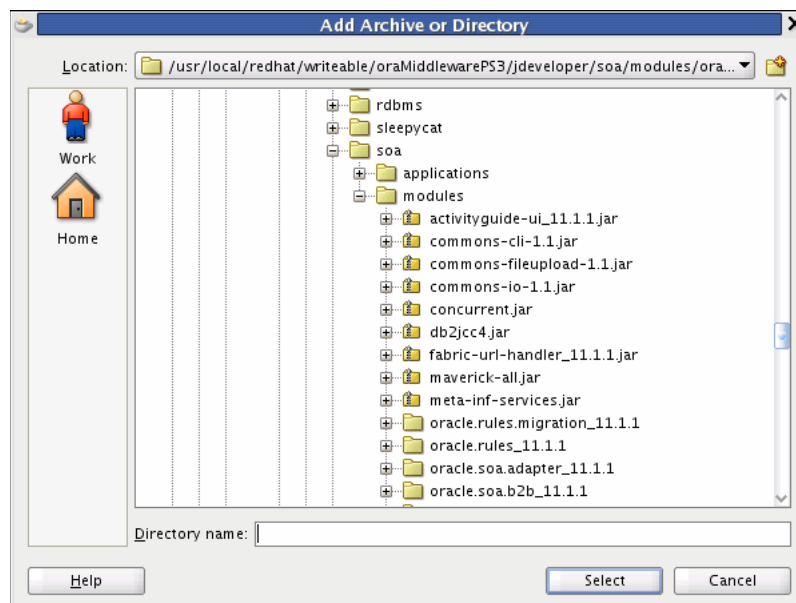 Add Archive or Directory
Location: /usr/local/redhat/writeable/oraMiddlewarePS3/jdeveloper/soa/modules/ora...
Work
Home
rdbms
sleepycat
soa
applications
modules
activityguide-ui_11.1.1.jar
commons-cli-1.1.jar
commons-fileupload-1.1.jar
commons-io-1.1.jar
concurrent.jar
db2jcc4.jar
fabric-url-handler_11.1.1.jar
maverick-all.jar
meta-inf-services.jar
oracle.rules.migration_11.1.1
oracle.rules_11.1.1
oracle.soa.adapter_11.1.1
oracle.soa.b2b_11.1.1
Directory name:
Help Select Cancel